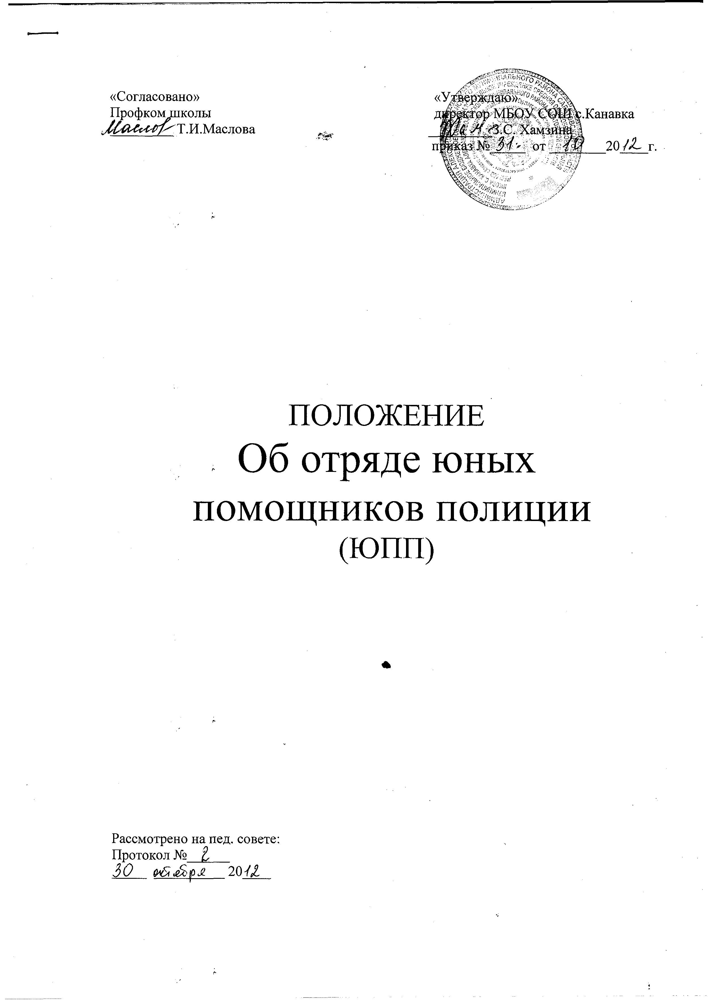 «Согласовано»
Профком школы
Маслов Т.И.Маслова
«Утверждаю»
директор МБОУ СОШ с.Канавка
З.С. Хамзина
приказ № 31. от 10 2012 г.
ПОЛОЖЕНИЕ
Об отряде юных
помощников полиции
(ЮПП)
Рассмотрено на пед. совете:
Протокол № 2
30 октября 2012